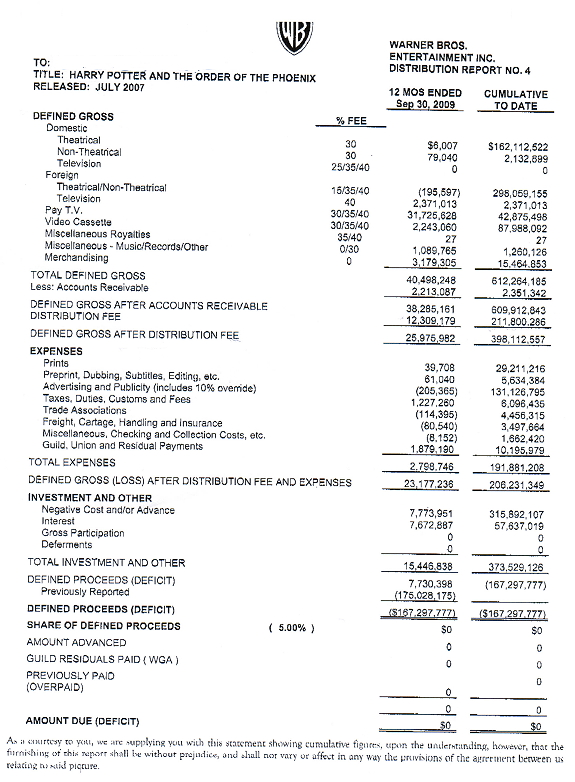 WB
WARNER BROS.
ENTERTAINMENT INC.
DISTRIBUTION REPORT NO. 4
TO:
TITLE: HARRY POTTER AND THE ORDER OF THE PHOENIX
RELEASED: JULY 2007
12 MOS ENDED CUMULATIVE
Sep 30, 2009 TO DATE
DEFINED GROSS % FEE
Domestic
Theatrical 30 $6,007 $162,112,522
Non-Theatrical 30 79,040 2,132,899
Television 25/35/40 0 0
Foreign
Theatrical/Non-Theatrical 15/35/40 (195,597) 298,059,155
Television 40 2,371,013 2,371,013
Pay T.V. 30/35/40 31,725,628 42,875,498
Video Cassette 30/35/40 2,243,060 87,988,092
Miscellaneous Royalties 35/40 27 27
Miscellaneous - Music/Records/Other 0/30 1,089,765 1,260,126
Merchandising 0 3,179,305 15,464,853
TOTAL DEFINED GROSS 40,498,248 612,264,185
Less: Accounts Receivable 2,213,087 2,351,342
DEFINED GROSS AFTER ACCOUNTS RECEIVABLE 38,285,161 609,912,843
DISTRIBUTION FEE 12,309,179 211,800,286
DEFINED GROSS AFTER DISTRIBUTION FEE 25,975,982 398,112,557
EXPENSES
Prints 39,708 29,211,216
Preprint, Dubbing, Subtitles, Editing, etc. 61,040 5,634,384
Advertising and Publicity (includes 10% override) (205,365) 131,126,795
Taxes, Duties, Customs and Fees 1,227,260 6,096,435
Trade Associations (114,395) 4,456,315
Freight, Cartage, Handling and Insurance (80,540) 3,497,664
Miscellaneous, Checking and Collection Costs, etc. (8,152) 1,662,420
Guild, Union and Residual Payments 1,879,190 10,195,979
TOTAL EXPENSES 2,798,746 191,881,208
DEFINED GROSS (LOSS) AFTER DISTRIBUTION FEE AND EXPENSES 23,177,236 206,231,349
INVESTMENT AND OTHER
Negative Cost and/or Advance 7,773,951 315,892,107
Interest 7,672,887 57,637,019
Gross Participation 0 0
Deferments 0 0
TOTAL INVESTMENT AND OTHER 15,446,838 373,529,126
DEFINED PROCEEDS (DEFICIT) 7,730,398 (167,297,777)
Previously Reported (175,028,175)
DEFINED PROCEEDS (DEFICIT) ($167,297,777) ($167,297,777)
SHARE OF DEFINED PROCEEDS ( 5.00% ) $0 $0
AMOUNT ADVANCED 0 0
GUILD RESIDUALS PAID ( WGA ) 0 0
PREVIOUSLY PAID 0
(OVERPAID) 0
0 0
AMOUNT DUE (DEFICIT) $0 $0
As a courtesy to you, we are supplying you with this statement showing cumulative figures, upon the understanding, however, that the
furnishing of this report shall be without prejudice, and shall nor vary or affect in any way the provisions of the agreement between us
relating to said picture.